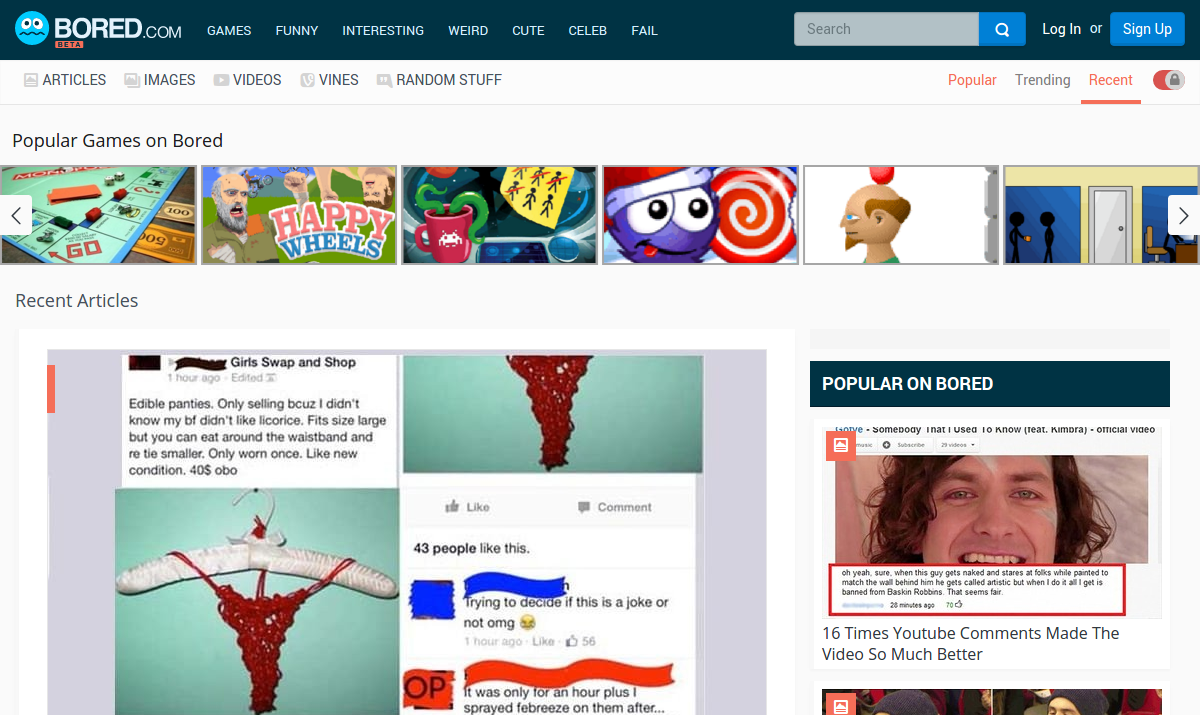 BORED.COM
BETA
GAMES
FUNNY
INTERESTING
WEIRD
CUTE
CELEB
FAIL
Search
Log In or
Sign Up
ARTICLES
IMAGES
VIDEOS
VINES
RANDOM STUFF
Popular
Trending
Recent
Popular Games on Bored
MONOPOLY
GO
100
500
HAPPY
WHEELS
Recent Articles
Girls Swap and Shop
1 hour ago · Edited
Edible panties. Only selling bcuz I didn't
know my bf didn't like licorice. Fits size large
but you can eat around the waistband and
re tie smaller. Only worn once. Like new
condition. 40$ obo
Like
Comment
43 people like this.
Trying to decide if this is a joke or
not omg 😂
1 hour ago · Like · 56
OP
It was only for an hour plus I
sprayed febreeze on them after...
POPULAR ON BORED
Gotye - Somebody That I Used To Know (feat. Kimbra) - official video
music
Subscribe
29 videos
oh yeah, sure, when this guy gets naked and stares at folks while painted to
match the wall behind him he gets called artistic but when I do it all I get is
banned from Baskin Robbins. That seems fair.
28 minutes ago
70
16 Times Youtube Comments Made The
Video So Much Better